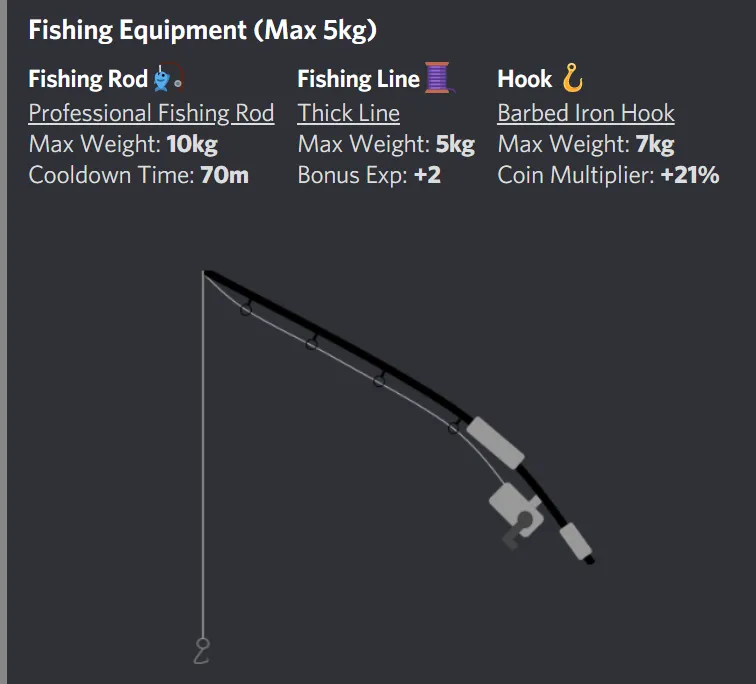 Fishing Equipment (Max 5kg)
Fishing Rod
Professional Fishing Rod
Max Weight: 10kg
Cooldown Time: 70m
Fishing Line
Thick Line
Max Weight: 5kg
Bonus Exp: +2
Hook
Barbed Iron Hook
Max Weight: 7kg
Coin Multiplier: +21%